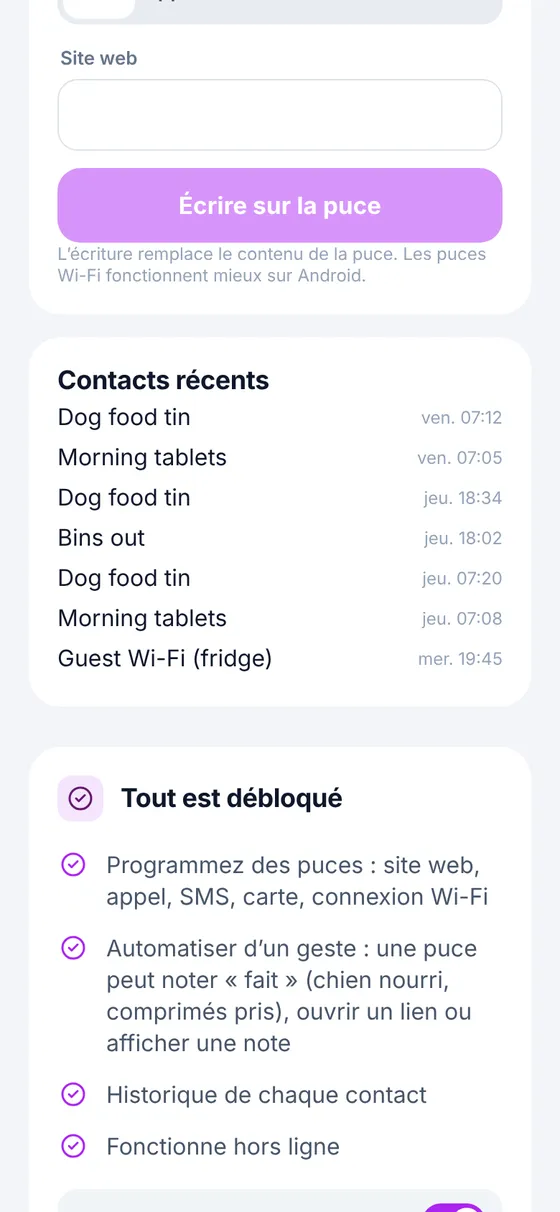 Site web
Écrire sur la puce
L’écriture remplace le contenu de la puce. Les puces
Wi-Fi fonctionnent mieux sur Android.
Contacts récents
Dog food tin ven. 07:12
Morning tablets ven. 07:05
Dog food tin jeu. 18:34
Bins out jeu. 18:02
Dog food tin jeu. 07:20
Morning tablets jeu. 07:08
Guest Wi-Fi (fridge) mer. 19:45
Tout est débloqué
Programmez des puces : site web,
appel, SMS, carte, connexion Wi-Fi
Automatiser d’un geste : une puce
peut noter « fait » (chien nourri,
comprimés pris), ouvrir un lien ou
afficher une note
Historique de chaque contact
Fonctionne hors ligne